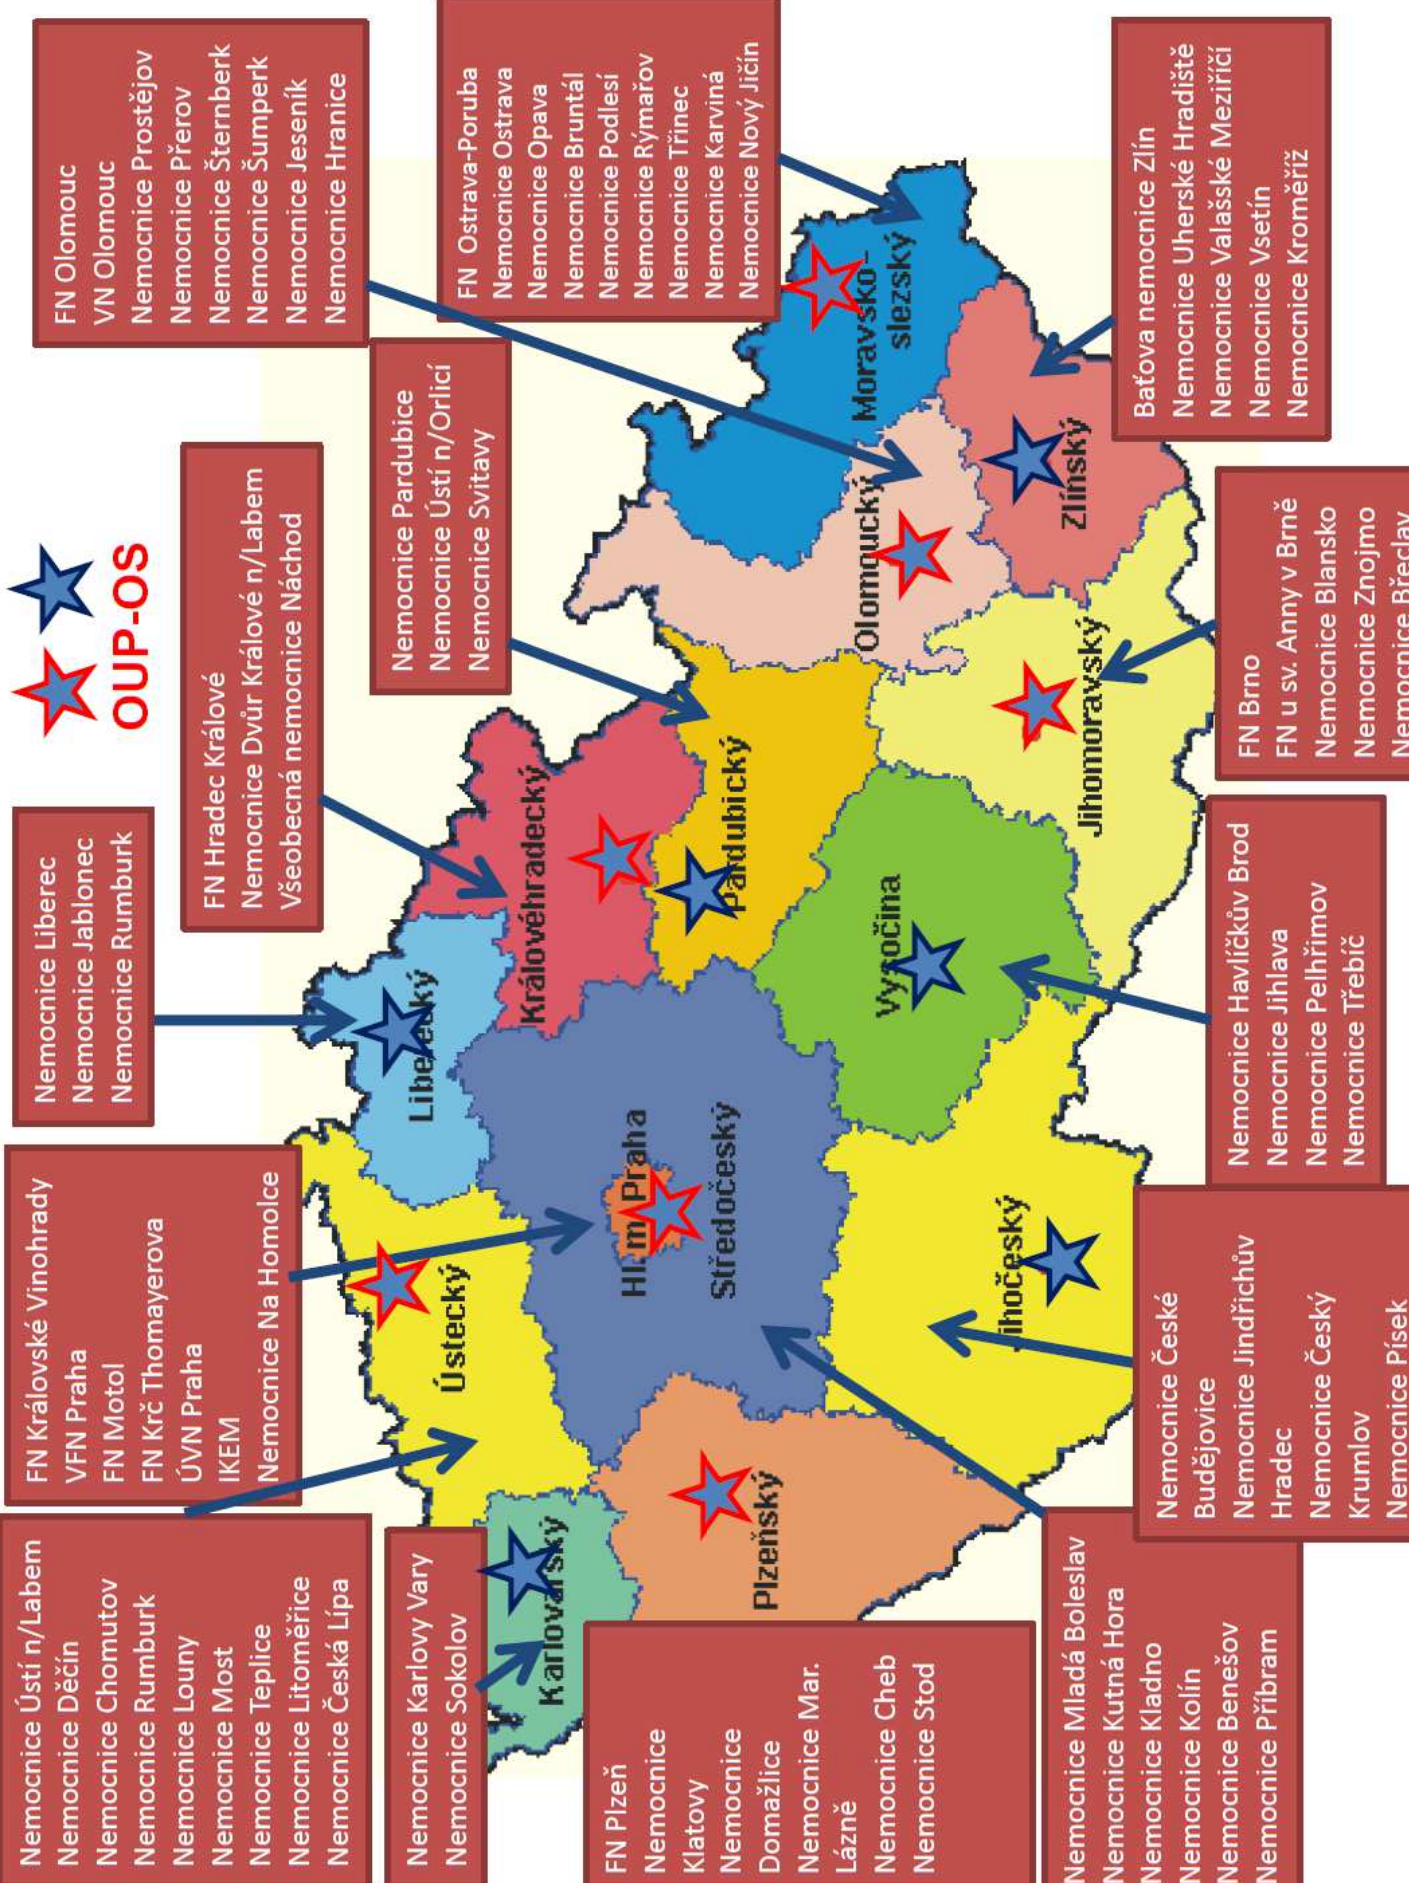 OUP-OS
Nemocnice Ústí n/Labem
Nemocnice Děčín
Nemocnice Chomutov
Nemocnice Rumburk
Nemocnice Louny
Nemocnice Most
Nemocnice Teplice
Nemocnice Litoměřice
Nemocnice Česká Lípa
FN Královské Vinohrady
VFN Praha
FN Motol
FN Krč Thomayerova
ÚVN Praha
IKEM
Nemocnice Na Homolce
Nemocnice Liberec
Nemocnice Jablonec
Nemocnice Rumburk
FN Hradec Králové
Nemocnice Dvůr Králové n/Labem
Všeobecná nemocnice Náchod
Nemocnice Pardubice
Nemocnice Ústí n/Orlicí
Nemocnice Svitavy
FN Olomouc
VN Olomouc
Nemocnice Prostějov
Nemocnice Přerov
Nemocnice Šternberk
Nemocnice Šumperk
Nemocnice Jeseník
Nemocnice Hranice
FN Ostrava-Poruba
Nemocnice Ostrava
Nemocnice Opava
Nemocnice Bruntál
Nemocnice Podlesí
Nemocnice Rýmařov
Nemocnice Třinec
Nemocnice Karviná
Nemocnice Nový Jičín
Nemocnice Karlovy Vary
Nemocnice Sokolov
Karlovarský
Ústecký
Liberecký
Královéhradecký
Pardubický
Hl. m. Praha
Středočeský
Plzeňský
Jihočeský
Vysočina
Jihomoravský
Olomoucký
Moravsko-
slezský
Zlínský
FN Plzeň
Nemocnice
Klatovy
Nemocnice
Domažlice
Nemocnice Mar.
Lázně
Nemocnice Cheb
Nemocnice Stod
Nemocnice Mladá Boleslav
Nemocnice Kutná Hora
Nemocnice Kladno
Nemocnice Kolín
Nemocnice Benešov
Nemocnice Příbram
Nemocnice České
Budějovice
Nemocnice Jindřichův
Hradec
Nemocnice Český
Krumlov
Nemocnice Písek
Nemocnice Havlíčkův Brod
Nemocnice Jihlava
Nemocnice Pelhřimov
Nemocnice Třebíč
FN Brno
FN u sv. Anny v Brně
Nemocnice Blansko
Nemocnice Znojmo
Nemocnice Břeclav
Baťova nemocnice Zlín
Nemocnice Uherské Hradiště
Nemocnice Valašské Meziříčí
Nemocnice Vsetín
Nemocnice Kroměříž